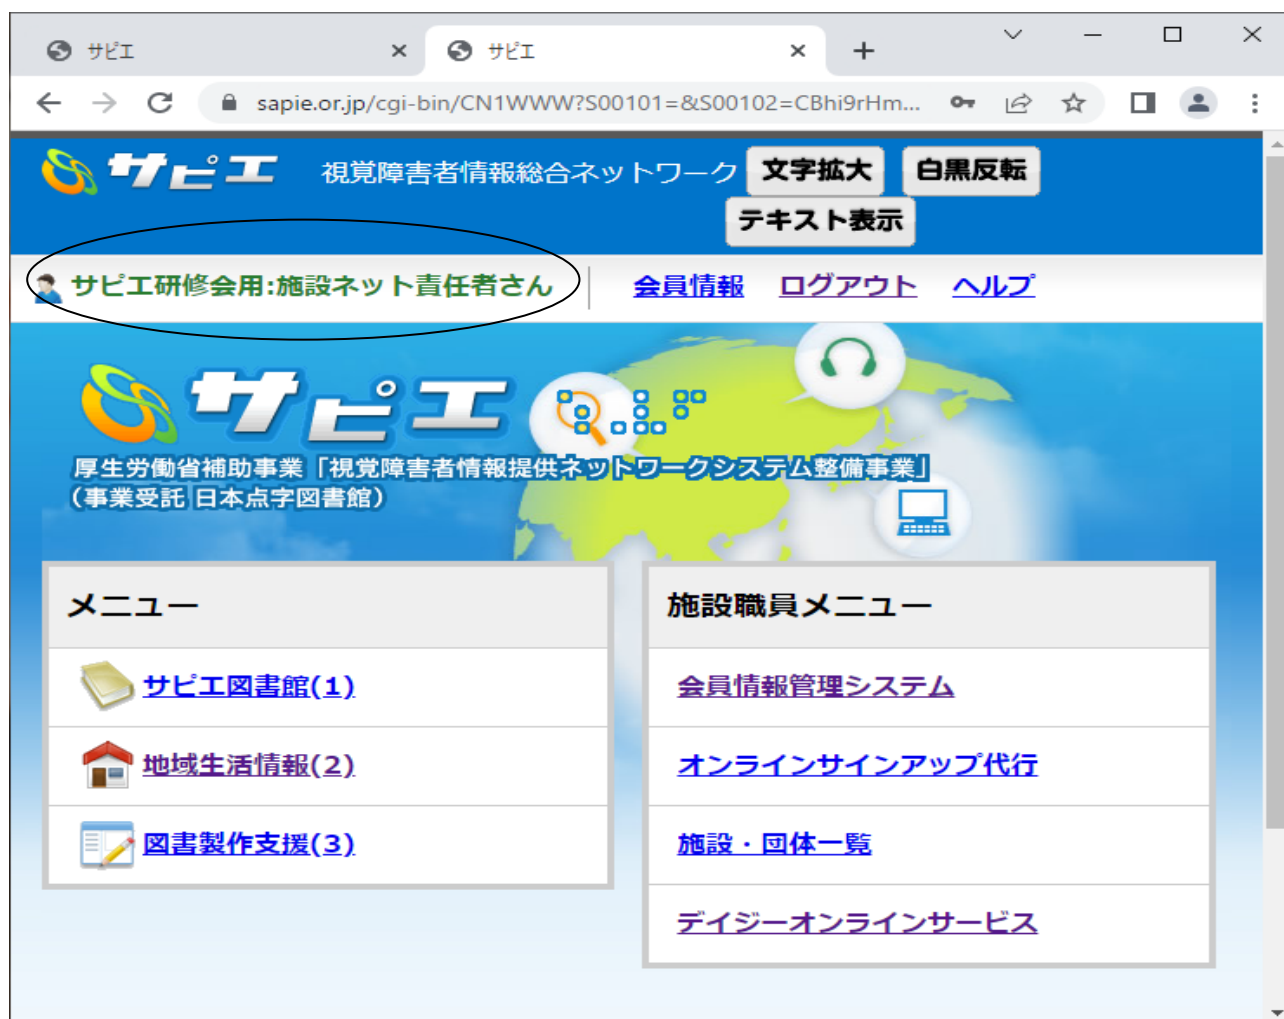 サピエ
サピエ
sapie.or.jp/cgi-bin/CN1WWW?S00101=&S00102=CBhi9rHm...
サピエ 視覚障害者情報総合ネットワーク 文字拡大 白黒反転
テキスト表示
サピエ研修会用:施設ネット責任者さん 会員情報 ログアウト ヘルプ
サピエ
厚生労働省補助事業「視覚障害者情報提供ネットワークシステム整備事業」
(事業受託 日本点字図書館)
メニュー
サピエ図書館(1)
地域生活情報(2)
図書製作支援(3)
施設職員メニュー
会員情報管理システム
オンラインサインアップ代行
施設・団体一覧
デイジーオンラインサービス